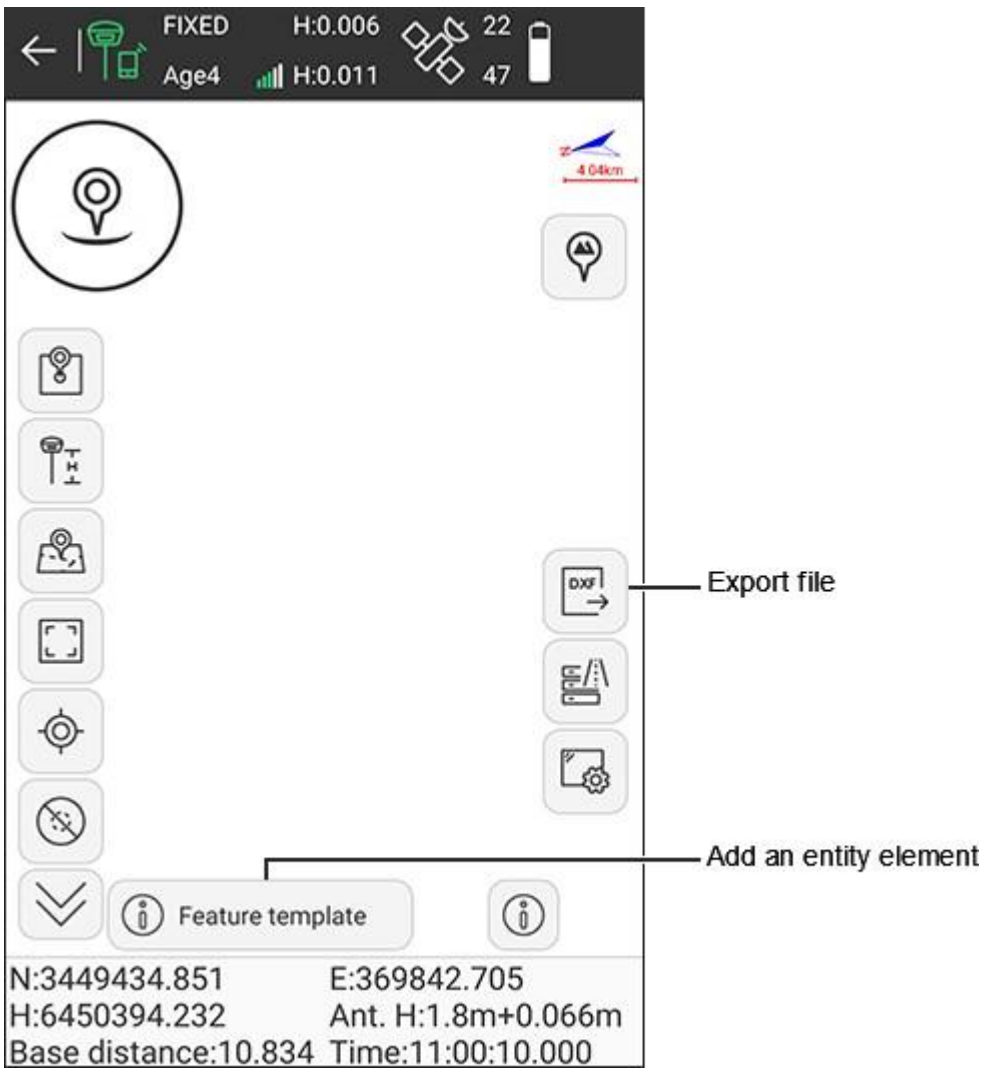 FIXED H:0.006 22
Age4 H:0.011 47
4.04km
DXF
Export file
Add an entity element
Feature template
N:3449434.851 E:369842.705
H:6450394.232 Ant. H:1.8m+0.066m
Base distance:10.834 Time:11:00:10.000